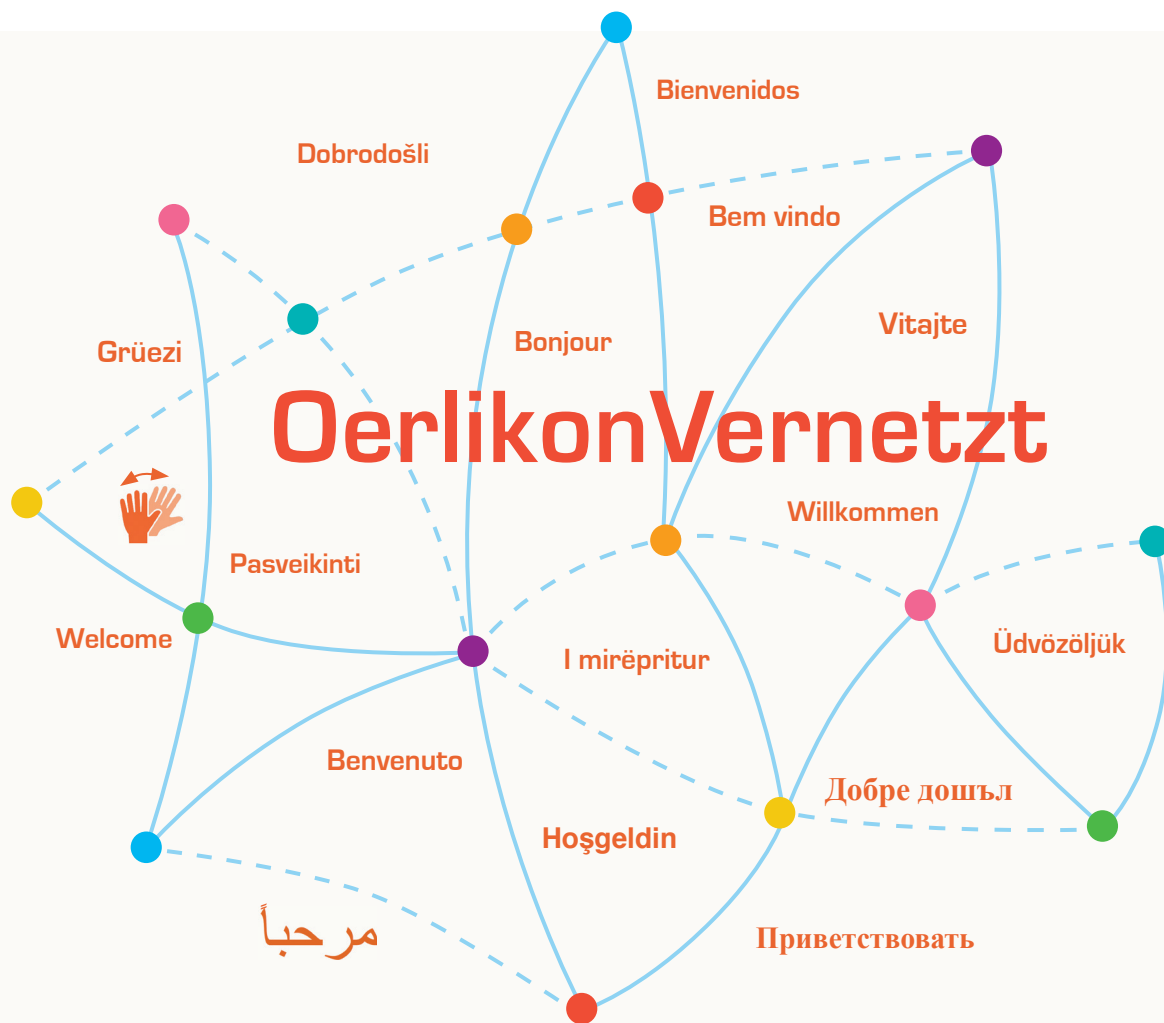 Bienvenidos
Dobrodošli
Bem vindo
Vitajte
Bonjour
Grüezi
OerlikonVernetzt
Willkommen
Pasveikinti
Welcome
Üdvözöljük
I mirëpritur
Benvenuto
Добре дошъл
Hoşgeldin
مرحباً
Приветствовать